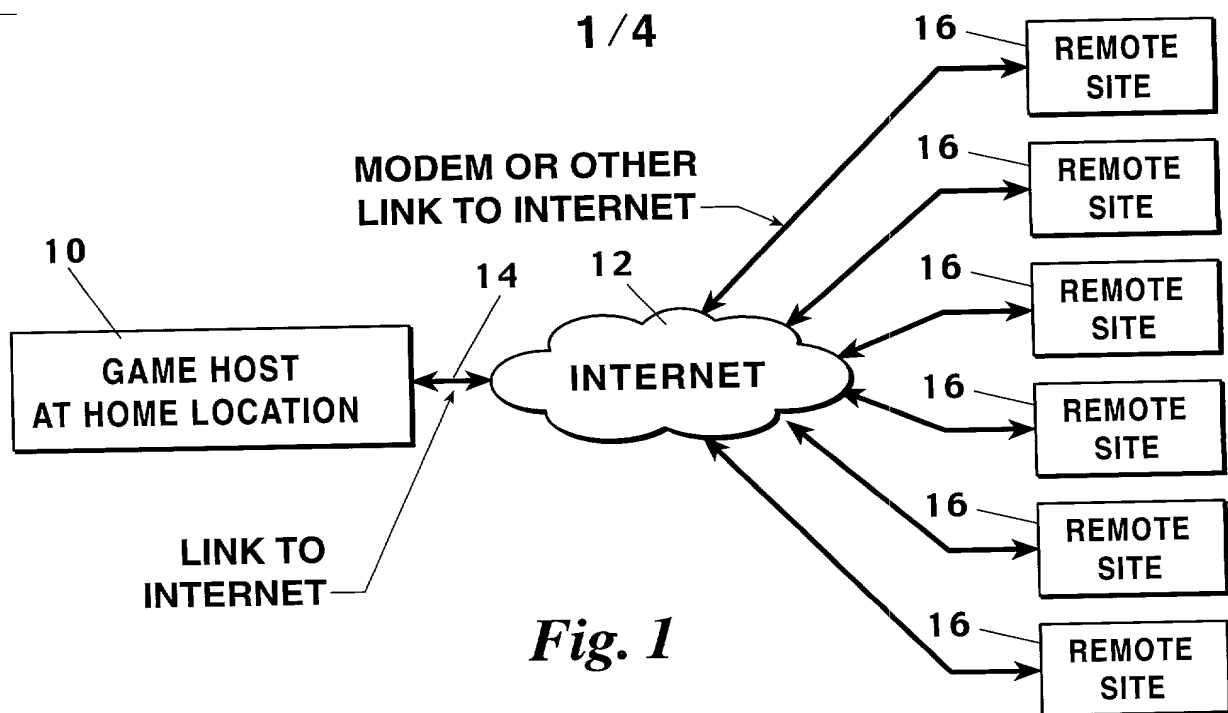 1/4
16
REMOTE
SITE
16
REMOTE
SITE
MODEM OR OTHER
LINK TO INTERNET
10
14
12
16
REMOTE
SITE
GAME HOST
AT HOME LOCATION
INTERNET
16
REMOTE
SITE
16
REMOTE
SITE
LINK TO
INTERNET
16
REMOTE
SITE
Fig. 1